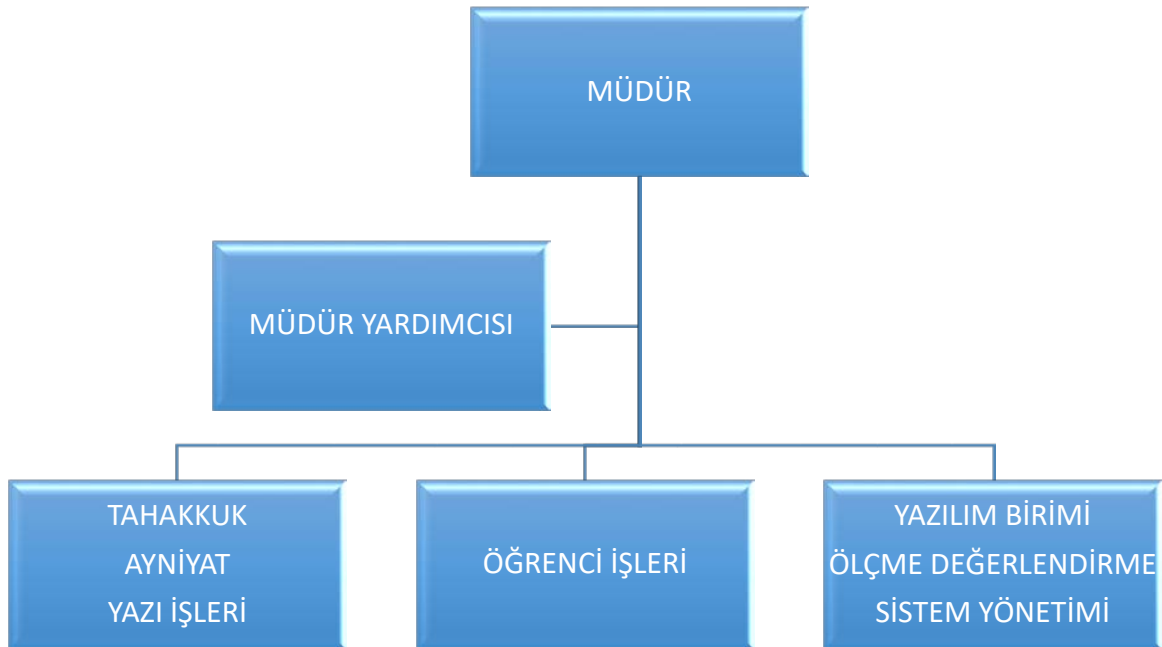 MÜDÜR
MÜDÜR YARDIMCISI
TAHAKKUK
AYNİYAT
YAZI İŞLERİ
ÖĞRENCİ İŞLERİ
YAZILIM BİRİMİ
ÖLÇME DEĞERLENDİRME
SİSTEM YÖNETİMİ